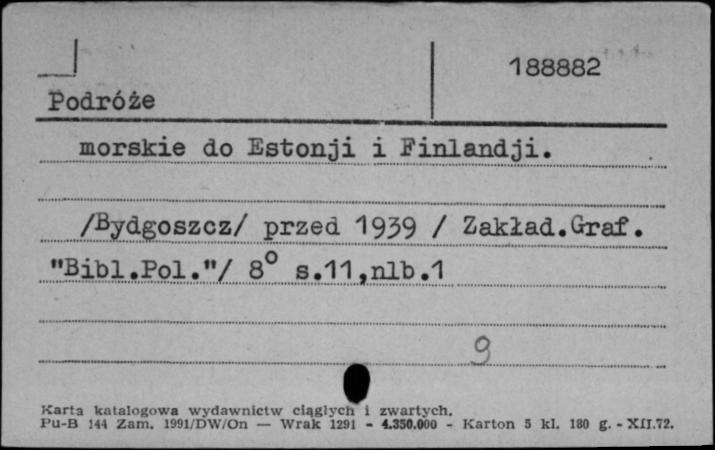 188882
Podróże
morskie do Estonji i Finlandji.
/Bydgoszcz/ przed 1939 / Zakład.Graf.
"Bibl.Pol."/ 8° s.11,nlb.1
9
Karta katalogowa wydawnictw ciągłych i zwartych.
Pu-B 144 Zam. 1991/DW/On — Wrak 1291 - 4.350.000 - Karton 5 kl. 180 g. - XII.72.